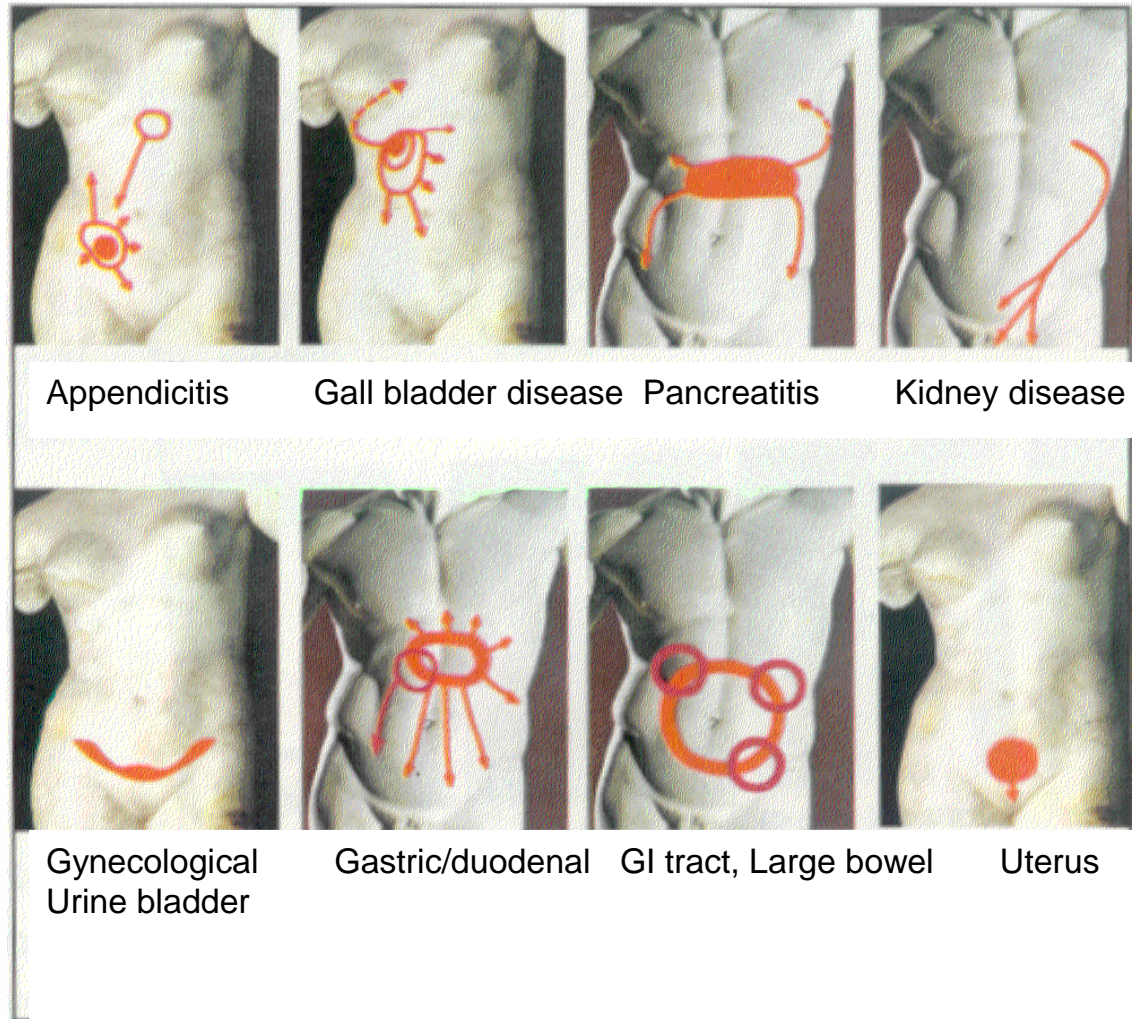 Appendicitis
Gall bladder disease
Pancreatitis
Kidney disease
Gynecological
Urine bladder
Gastric/duodenal
GI tract, Large bowel
Uterus